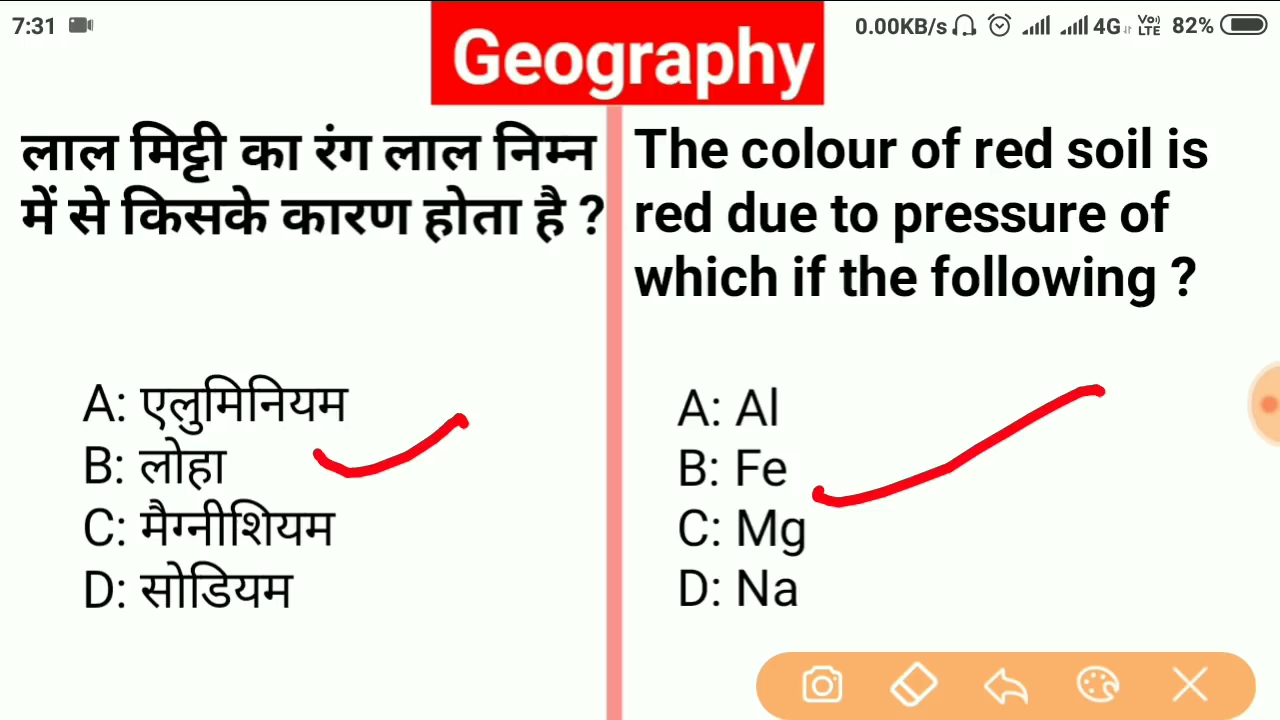 7:31
0.00KB/s 4G Vo) LTE 82%
Geography
लाल मिट्टी का रंग लाल निम्न
में से किसके कारण होता है ?
A: एलुमिनियम
B: लोहा
C: मैग्नीशियम
D: सोडियम
The colour of red soil is
red due to pressure of
which if the following ?
A: Al
B: Fe
C: Mg
D: Na